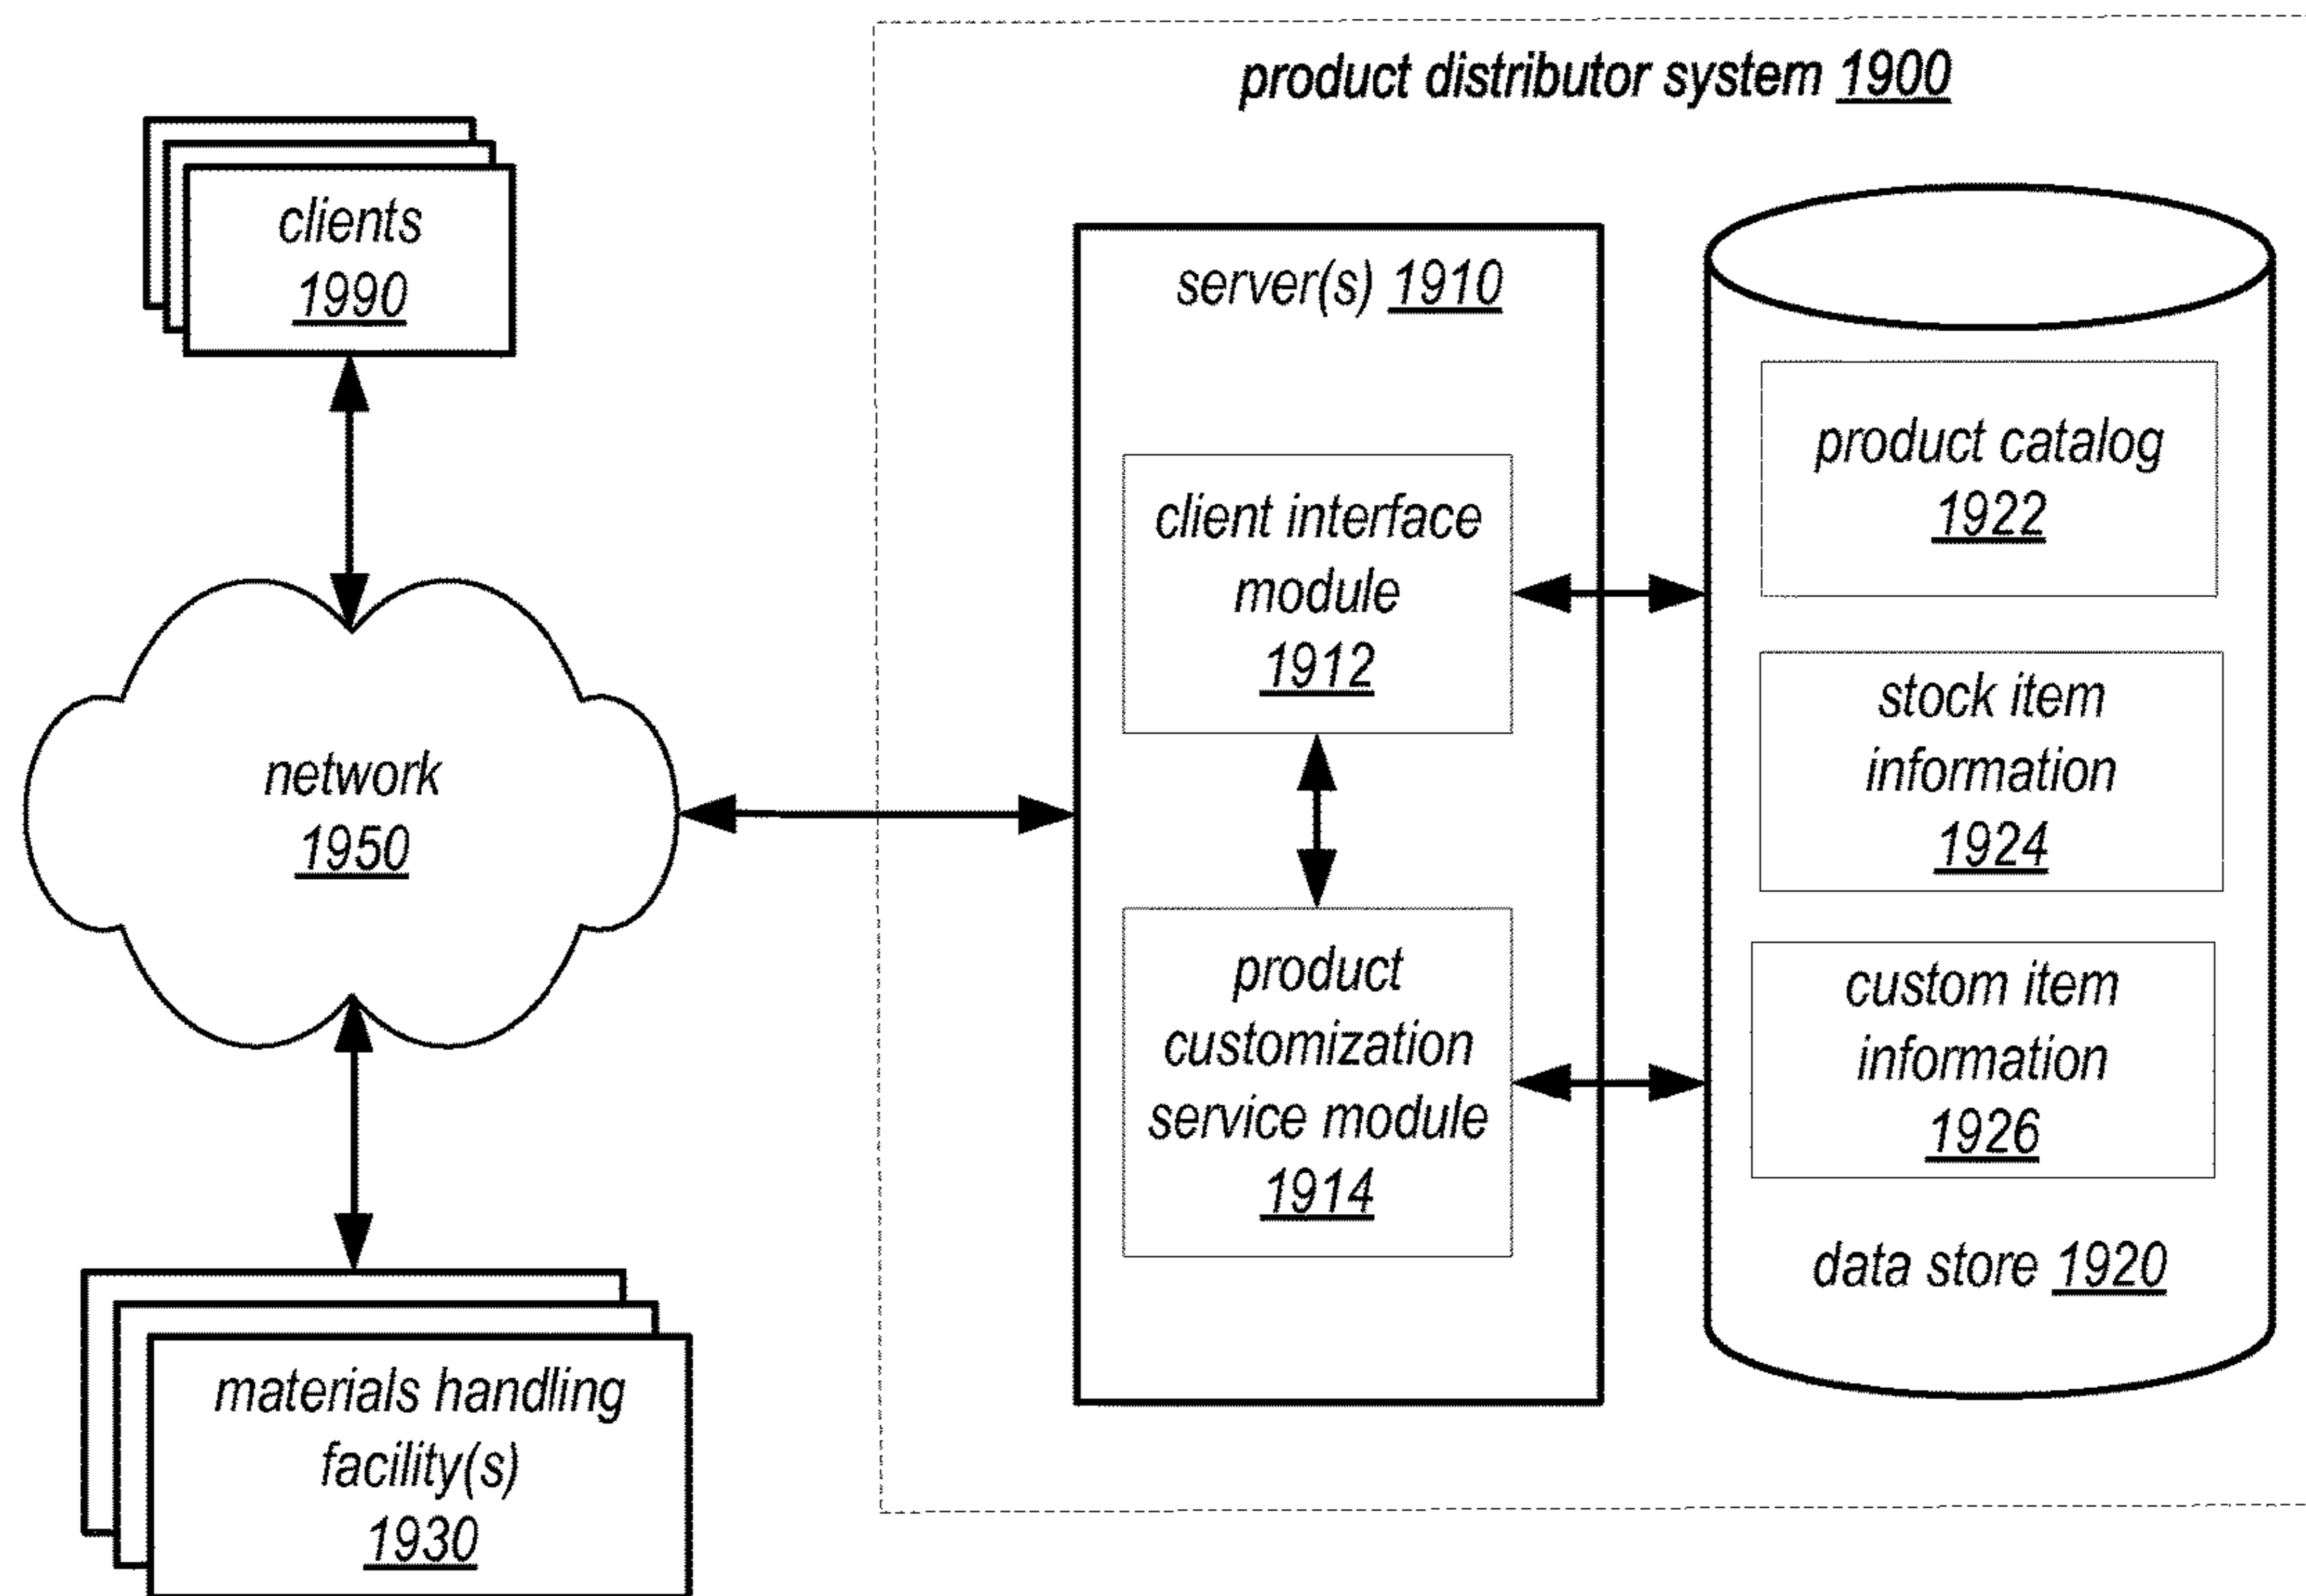 product distributor system 1900
clients
1990
network
1950
materials handling
facility(s)
1930
server(s) 1910
client interface
module
1912
product
customization
service module
1914
product catalog
1922
stock item
information
1924
custom item
information
1926
data store 1920